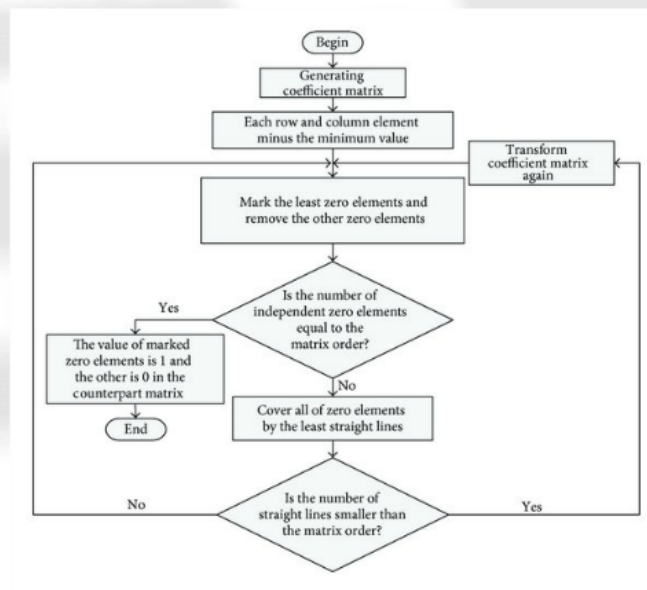 Begin
Generating
coefficient matrix
Each row and column element
minus the minimum value
Transform
coefficient matrix
again
Mark the least zero elements and
remove the other zero elements
Is the number of
independent zero elements
equal to the
matrix order?
Yes
The value of marked
zero elements is 1 and
the other is 0 in the
counterpart matrix
End
No
Cover all of zero elements
by the least straight lines
Is the number of
straight lines smaller than
the matrix order?
No
Yes